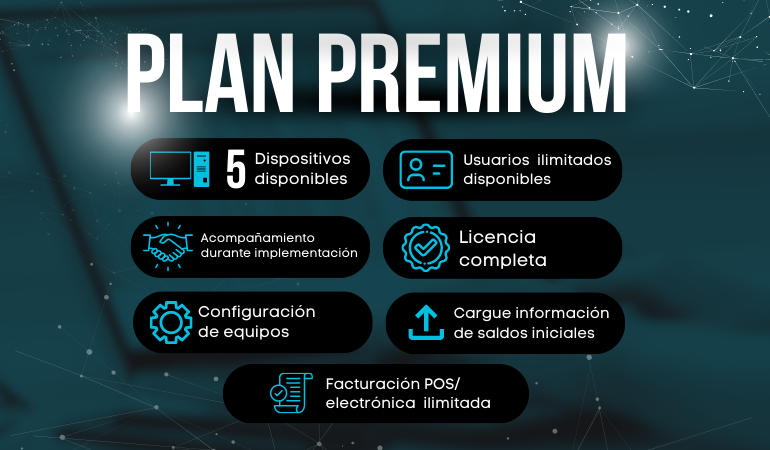 PLAN PREMIUM
5 Dispositivos
disponibles
Usuarios ilimitados
disponibles
Acompañamiento
durante implementación
Licencia
completa
Configuración
de equipos
Cargue información
de saldos iniciales
Facturación POS/
electrónica ilimitada